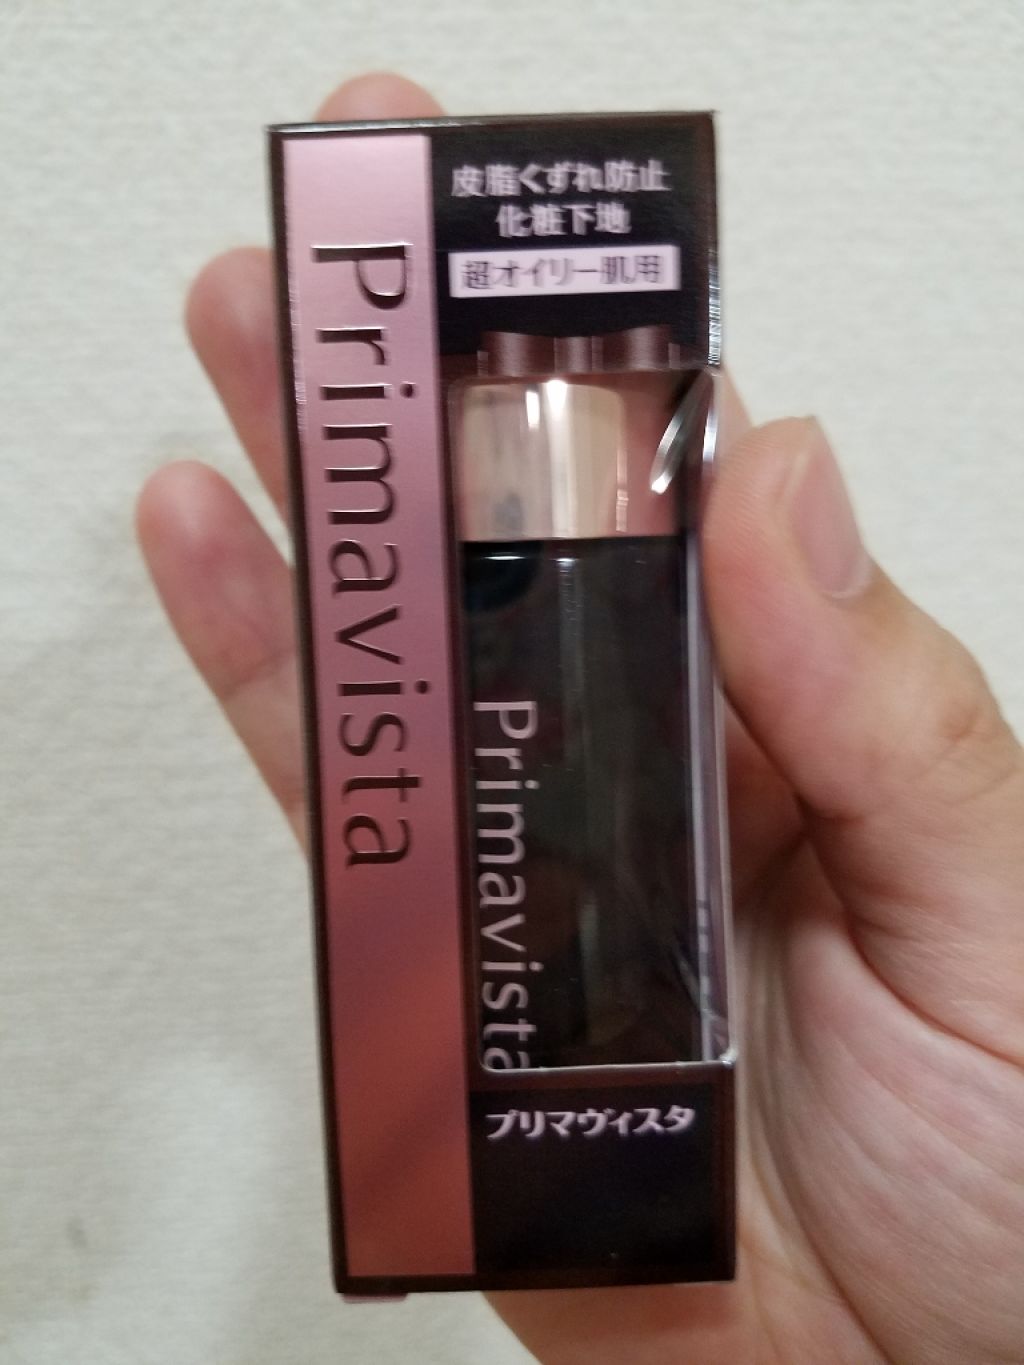 皮脂くずれ防止
化粧下地
超オイリー肌用
Primavista
Primavista
プリマヴィスタ